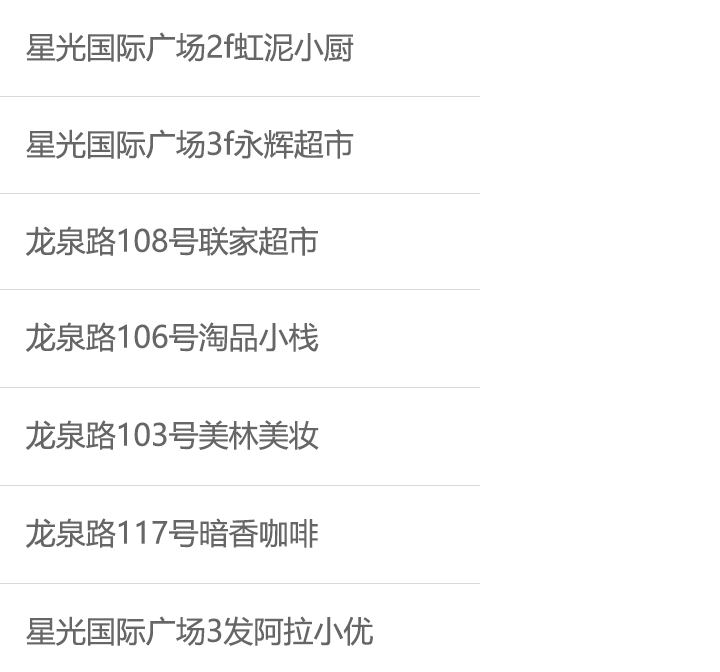 星光国际广场2f虹泥小厨
星光国际广场3f永辉超市
龙泉路108号联家超市
龙泉路106号淘品小栈
龙泉路103号美林美妆
龙泉路117号暗香咖啡
星光国际广场3发阿拉小优